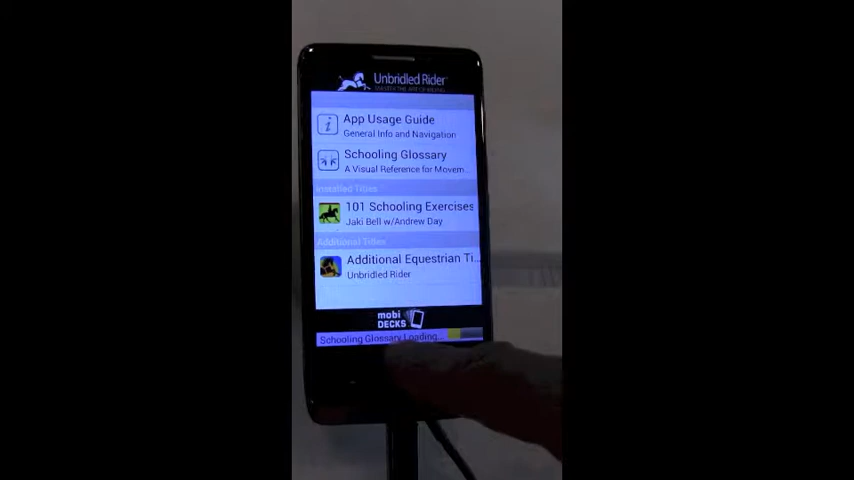 Unbridled Rider
App Usage Guide
General Info and Navigation
Schooling Glossary
A Visual Reference for Movem...
Installed Titles
101 Schooling Exercises
Jaki Bell w/Andrew Day
Additional Titles
Additional Equestrian Ti...
Unbridled Rider
mobi
DECKS
Schooling Glossary Loading...